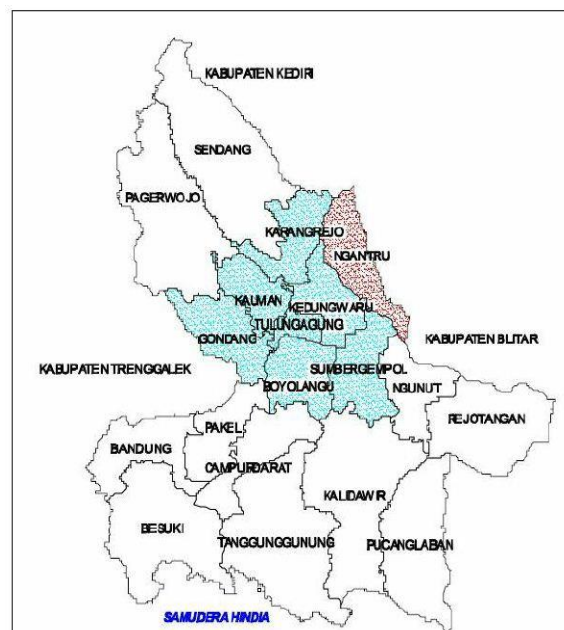 KABUPATEN KEDIRI
SENDANG
PAGERWOJO
KARANGREJO
NGANTRU
KAUMAN
KEDUNGWARU
TULUNGAGUNG
GONDANG
KABUPATEN BLITAR
KABUPATEN TRENGGALEK
SUMBERGEMPOL
BOYOLANGU
NGUNUT
REJOTANGAN
PAKEL
BANDUNG
CAMPURDARAT
KALIDAWIR
BESUKI
TANGGUNGGUNUNG
PUCANGLABAN
SAMUDERA HINDIA